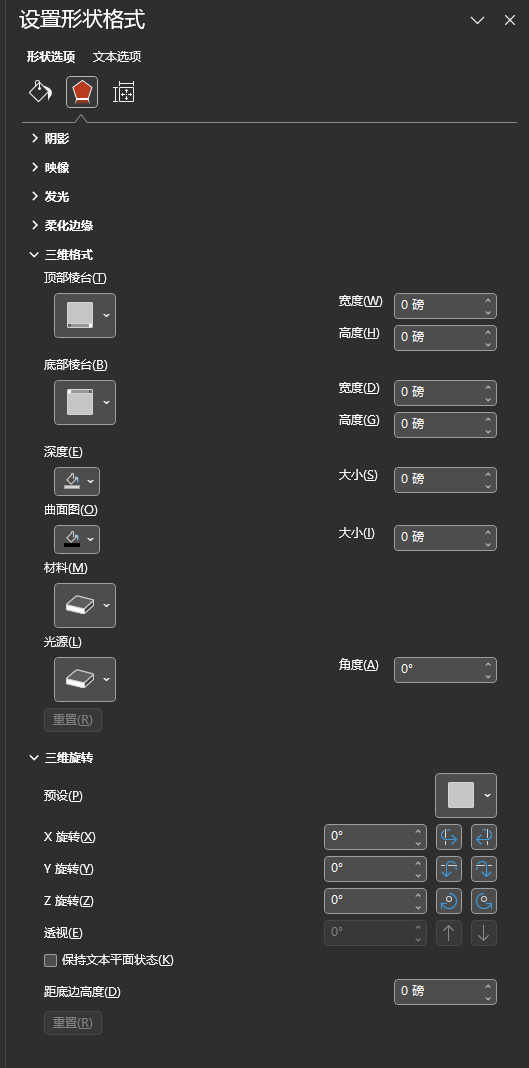 设置形状格式
形状选项 文本选项
阴影
映像
发光
柔化边缘
三维格式
顶部棱台(T)
宽度(W) 0 磅
高度(H) 0 磅
底部棱台(B)
宽度(D) 0 磅
高度(G) 0 磅
深度(E)
大小(S) 0 磅
曲面图(O)
大小(I) 0 磅
材料(M)
光源(L)
角度(A) 0°
重置(R)
三维旋转
预设(P)
X 旋转(X) 0°
Y 旋转(Y) 0°
Z 旋转(Z) 0°
透视(E) 0°
保持文本平面状态(K)
距底边高度(D) 0 磅
重置(R)